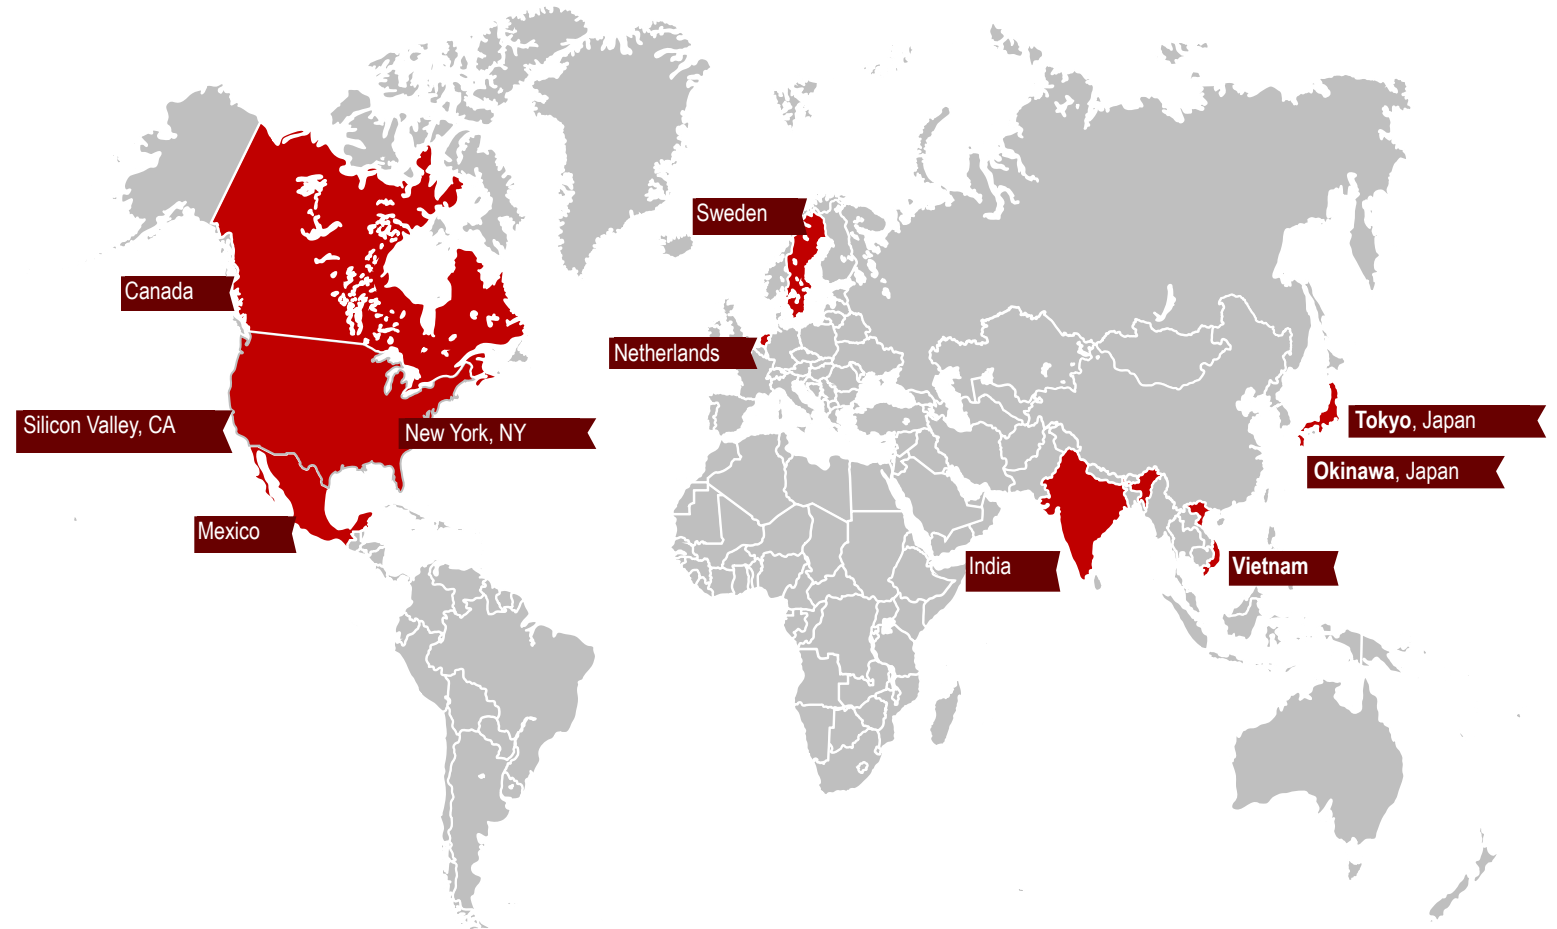 Sweden
Canada
Netherlands
Silicon Valley, CA
New York, NY
Tokyo, Japan
Okinawa, Japan
Mexico
India
Vietnam